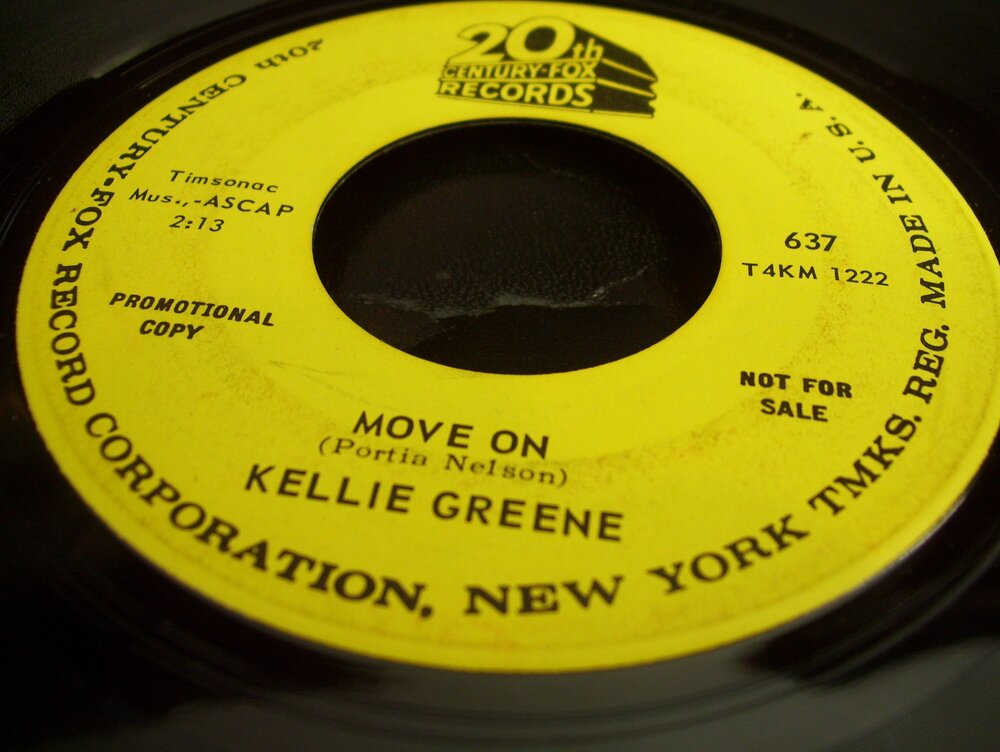 20th
CENTURY-FOX
RECORDS
Timsonac
Mus.,-ASCAP
2:13
637
T4KM 1222
PROMOTIONAL
COPY
NOT FOR
SALE
MOVE ON
(Portia Nelson)
KELLIE GREENE
20th CENTURY-FOX RECORD CORPORATION, NEW YORK TMKS. REG. MADE IN U.S.A.